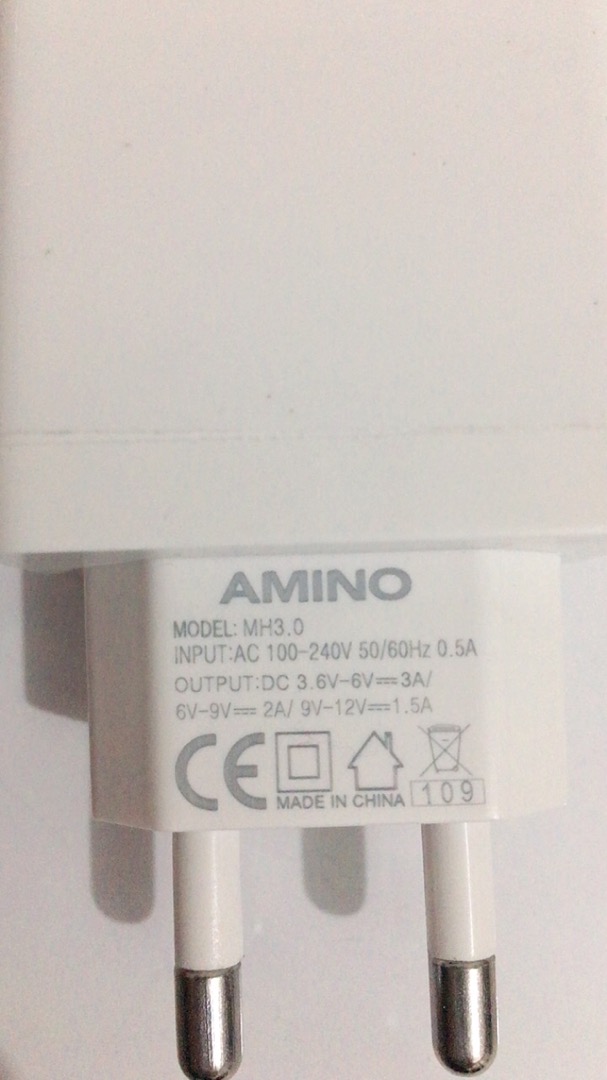 AMINO
MODEL: MH3.0
INPUT:AC 100-240V 50/60Hz 0.5A
OUTPUT:DC 3.6V-6V⎓3A/
6V-9V⎓ 2A/ 9V-12V⎓1.5A
CE
MADE IN CHINA 109